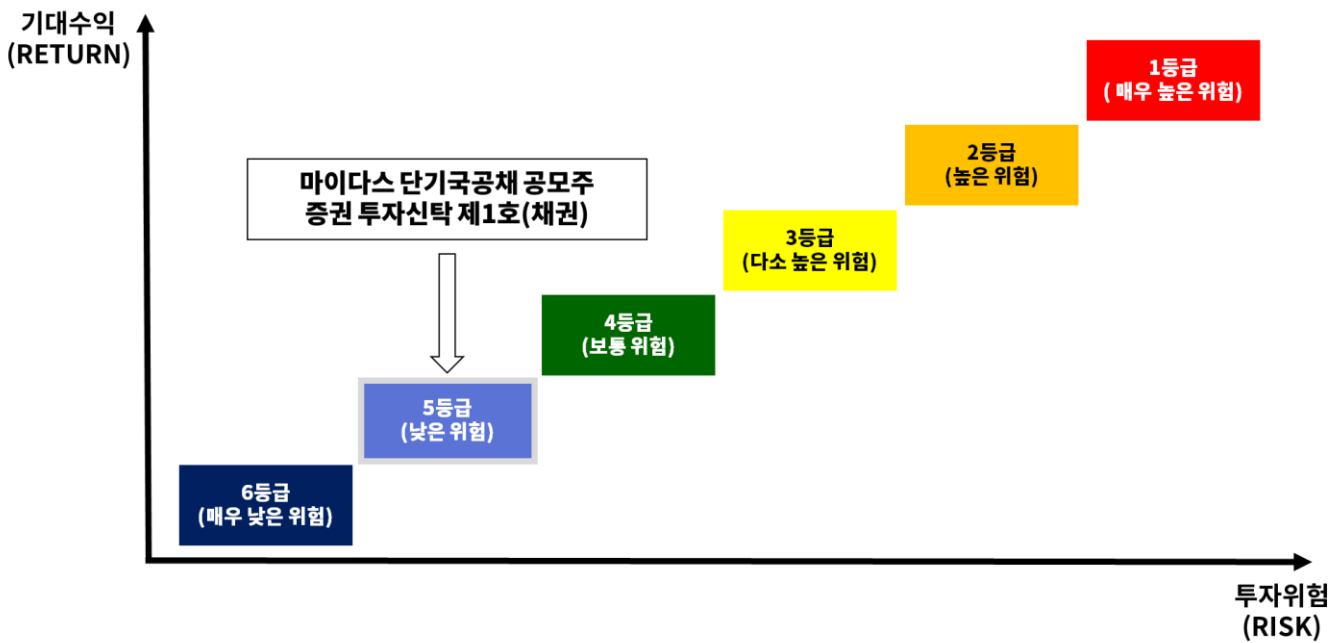 기대수익
(RETURN)
1등급
( 매우 높은 위험)
2등급
(높은 위험)
마이다스 단기국공채 공모주
증권 투자신탁 제1호(채권)
3등급
(다소 높은 위험)
4등급
(보통 위험)
5등급
(낮은 위험)
6등급
(매우 낮은 위험)
투자위험
(RISK)